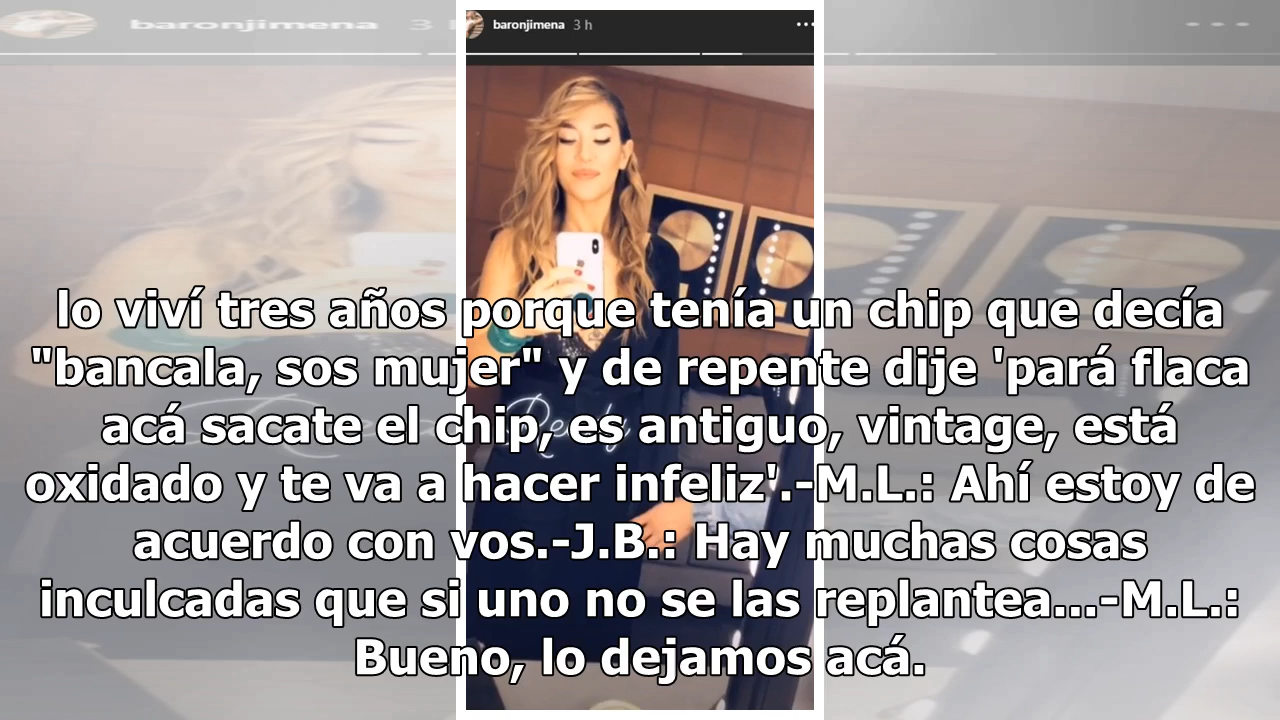 baronjimena 3
baronjimena 3 h
lo viví tres años porque tenía un chip que decía
"bancala, sos mujer" y de repente dije 'pará flaca
acá sacate el chip, es antiguo, vintage, está
oxidado y te va a hacer infeliz'.-M.L.: Ahí estoy de
acuerdo con vos.-J.B.: Hay muchas cosas
inculcadas que si uno no se las replantea...-M.L.:
Bueno, lo dejamos acá.